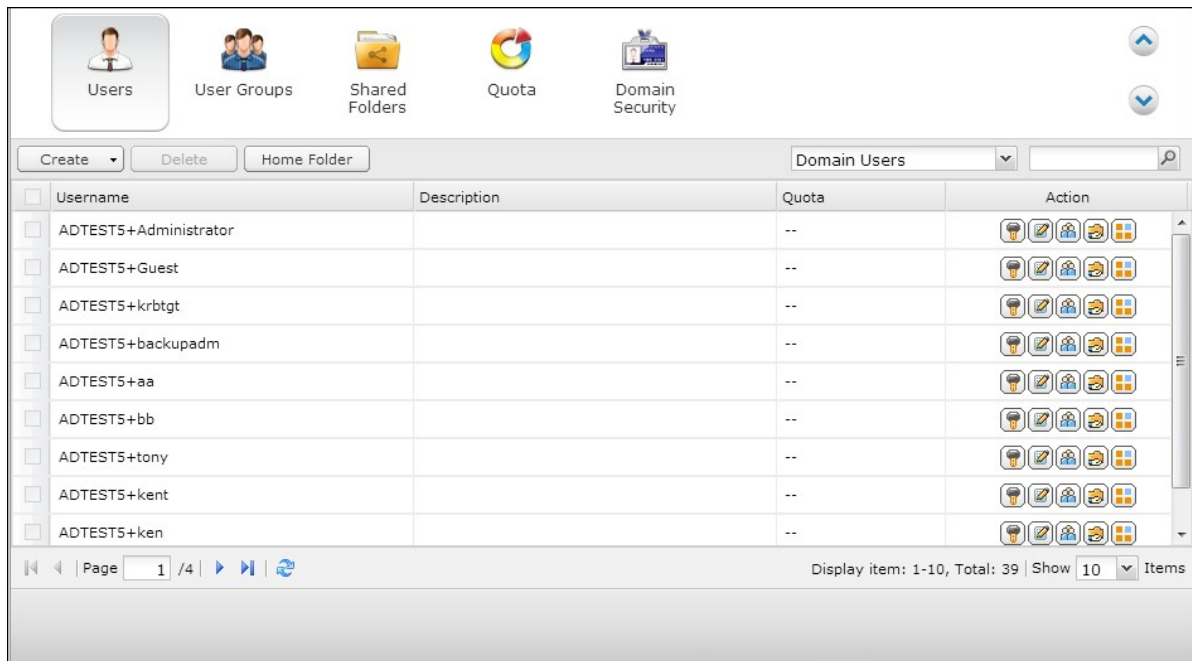 Users
User Groups
Shared
Folders
Quota
Domain
Security
Create
Delete
Home Folder
Domain Users
Username Description Quota Action
ADTEST5+Administrator --
ADTEST5+Guest --
ADTEST5+krbtgt --
ADTEST5+backupadm --
ADTEST5+aa --
ADTEST5+bb --
ADTEST5+tony --
ADTEST5+kent --
ADTEST5+ken --
Page 1 /4 Display item: 1-10, Total: 39 Show 10 Items